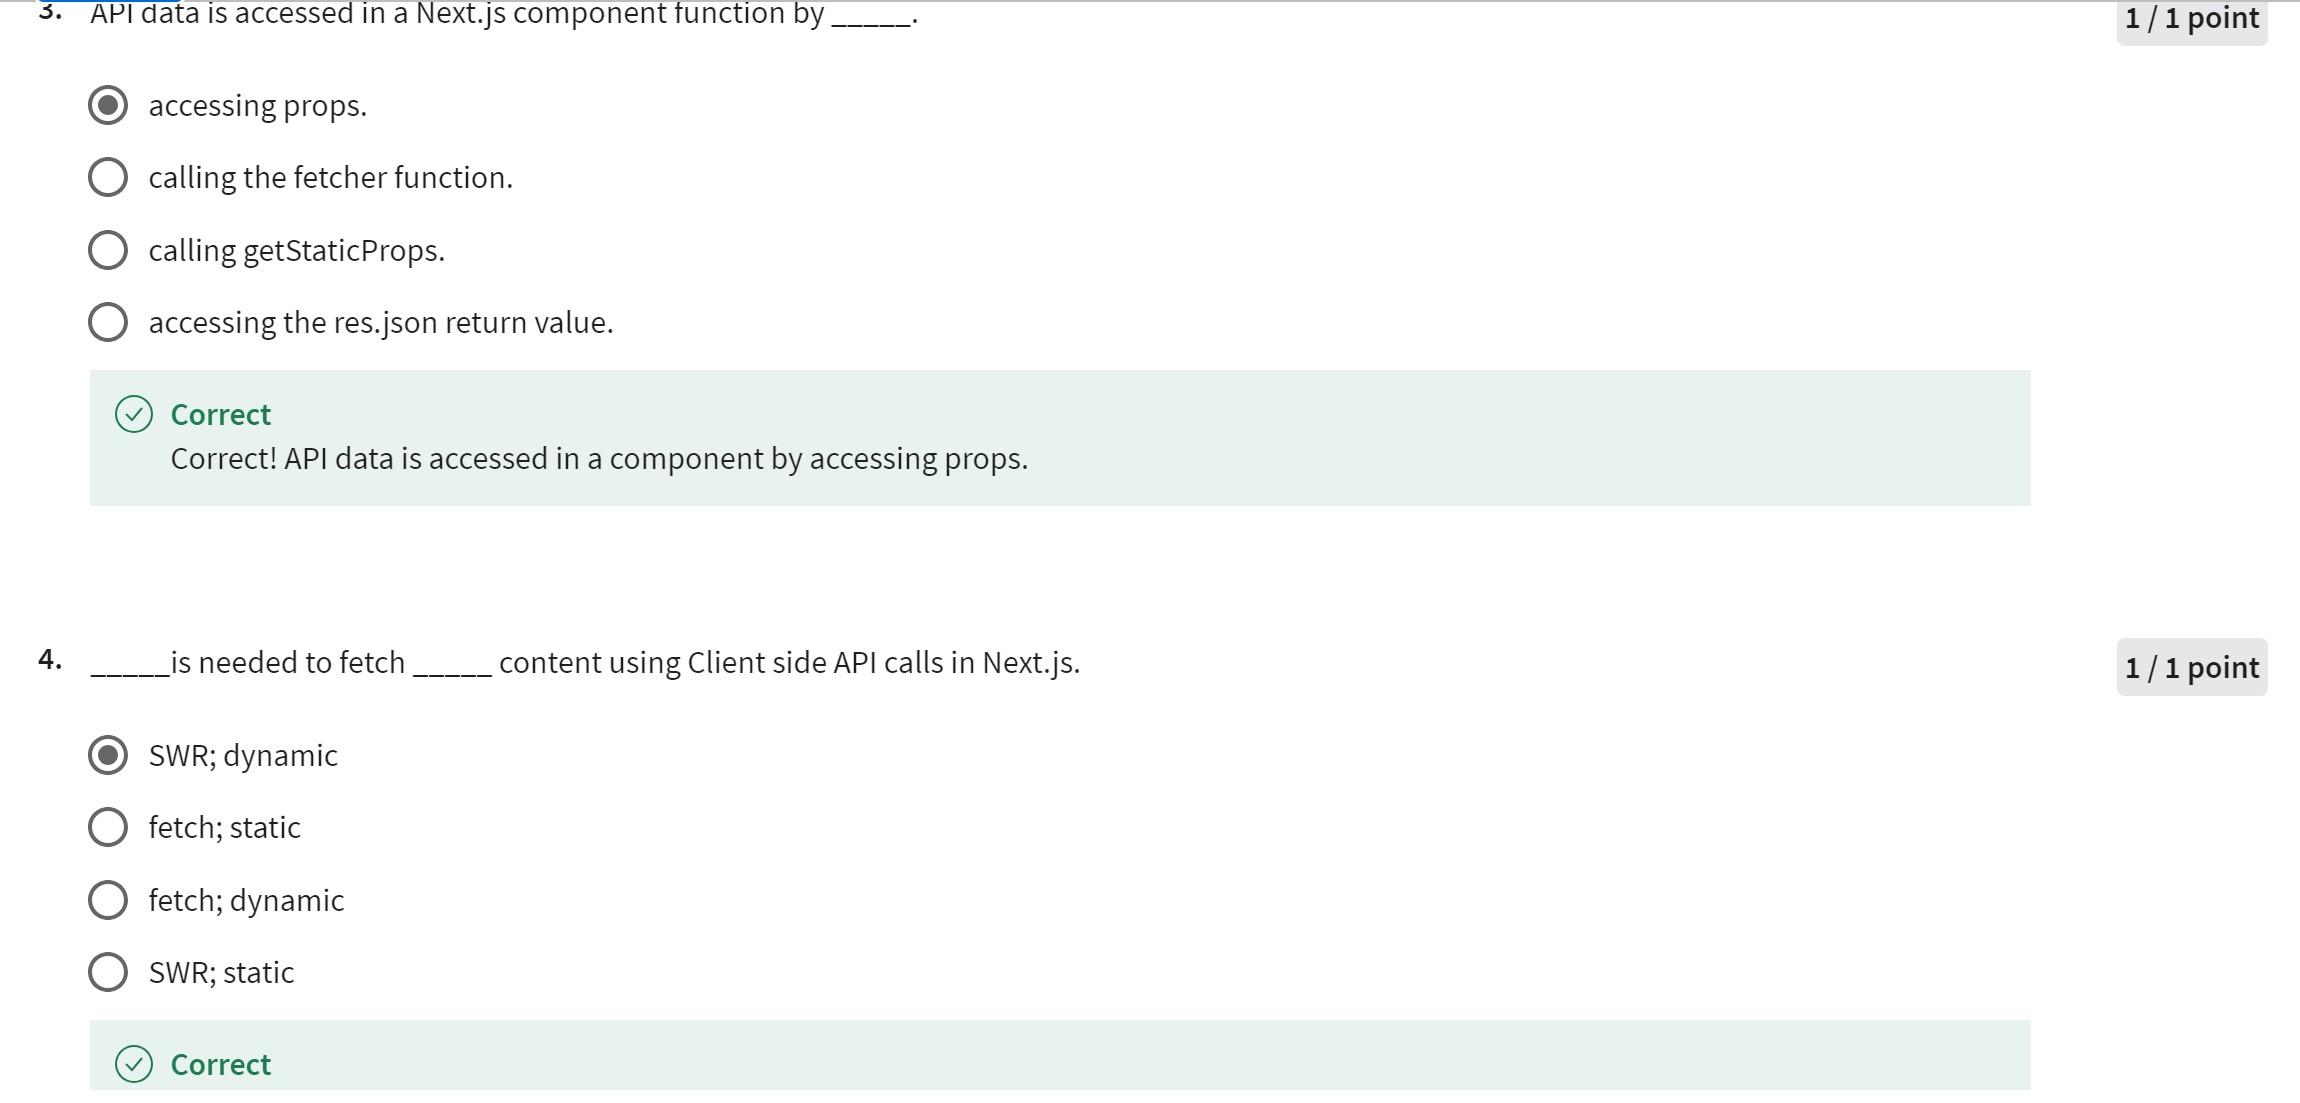 3. API data is accessed in a Next.js component function by _____.
1 / 1 point
accessing props.
calling the fetcher function.
calling getStaticProps.
accessing the res.json return value.
Correct
Correct! API data is accessed in a component by accessing props.
4. _____is needed to fetch _____ content using Client side API calls in Next.js.
1 / 1 point
SWR; dynamic
fetch; static
fetch; dynamic
SWR; static
Correct